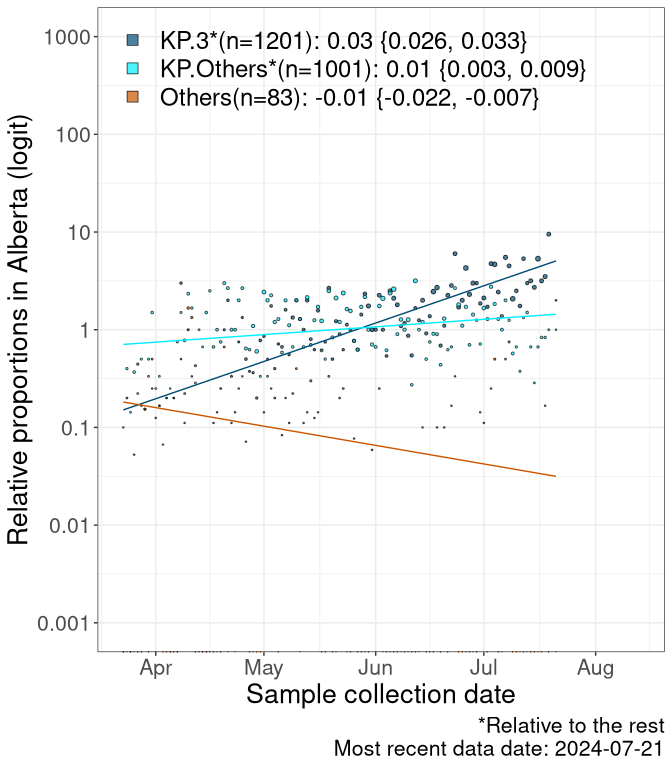 KP.3*(n=1201): 0.03 {0.026, 0.033}
KP.Others*(n=1001): 0.01 {0.003, 0.009}
Others(n=83): -0.01 {-0.022, -0.007}
Relative proportions in Alberta (logit)
1000
100
10
1
0.1
0.01
0.001
Apr May Jun Jul Aug
Sample collection date
*Relative to the rest
Most recent data date: 2024-07-21